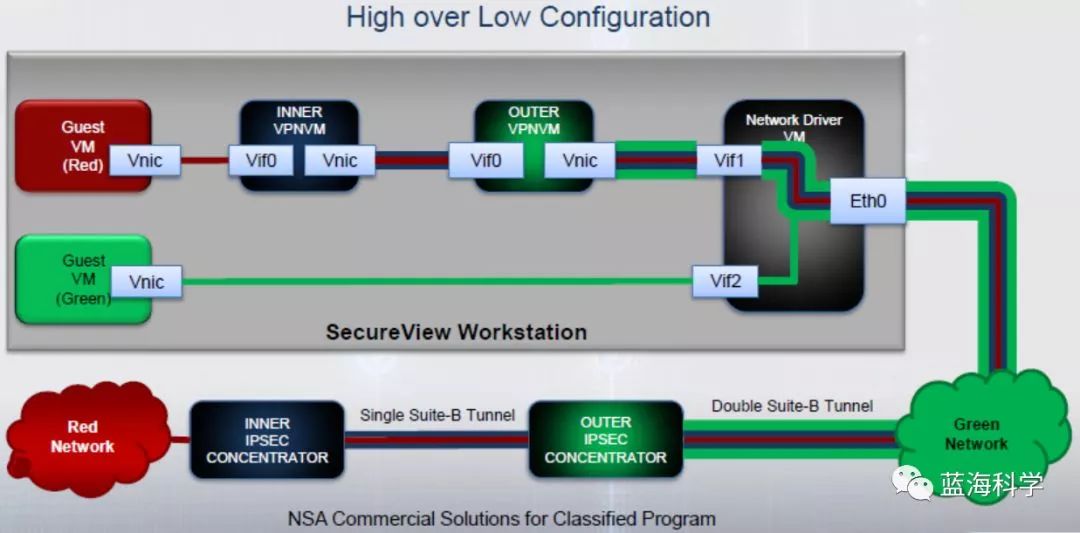 High over Low Configuration
Guest
VM
(Red)
Vnic
INNER
VPNVM
Vif0
Vnic
OUTER
VPNVM
Vif0
Vnic
Network Driver
VM
Vif1
Eth0
Guest
VM
(Green)
Vnic
Vif2
SecureView Workstation
Red
Network
INNER
IPSEC
CONCENTRATOR
Single Suite-B Tunnel
OUTER
IPSEC
CONCENTRATOR
Double Suite-B Tunnel
Green
Network
蓝海科学
NSA Commercial Solutions for Classified Program